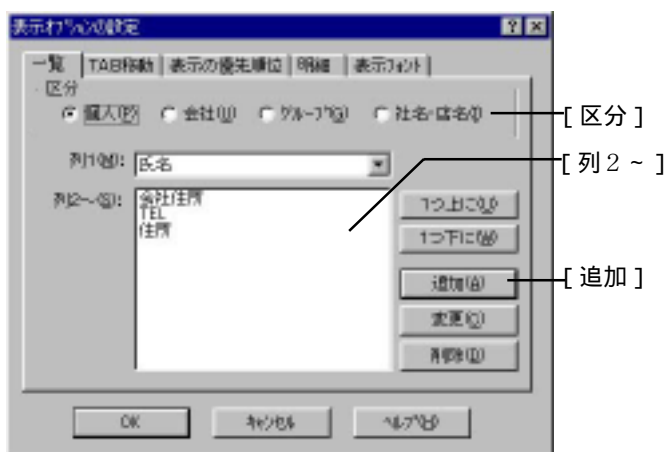 表示オプションの設定
一覧 TAB移動 表示の優先順位 明細 表示フォント
区分
個人(P) 会社(U) グループ(G) 社名・店名(I)
[ 区分 ]
列1(M): 氏名
[ 列２~ ]
列2～(S): 会社住所
TEL
住所
1つ上に(U)
1つ下に(W)
追加(A)
[ 追加 ]
変更(C)
削除(D)
OK キャンセル ヘルプ(H)